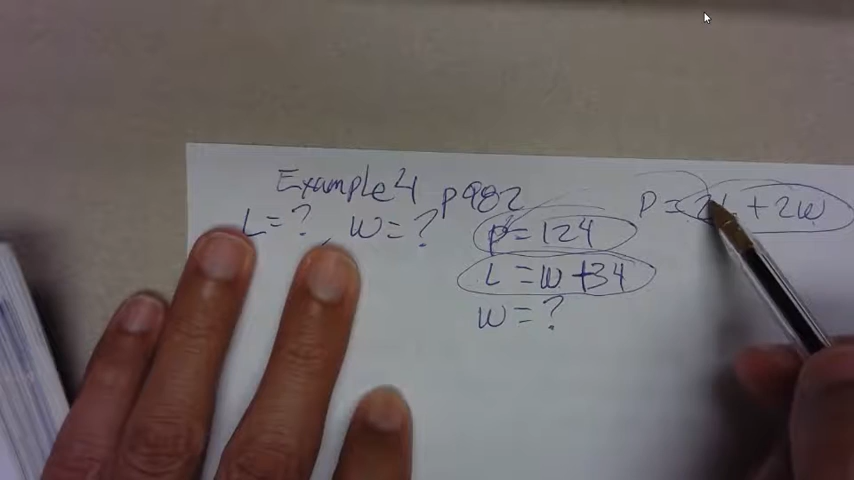 Example 4 p982
L = ? , W = ?
P = 124
L = W + 34
W = ?
P = 2L + 2W